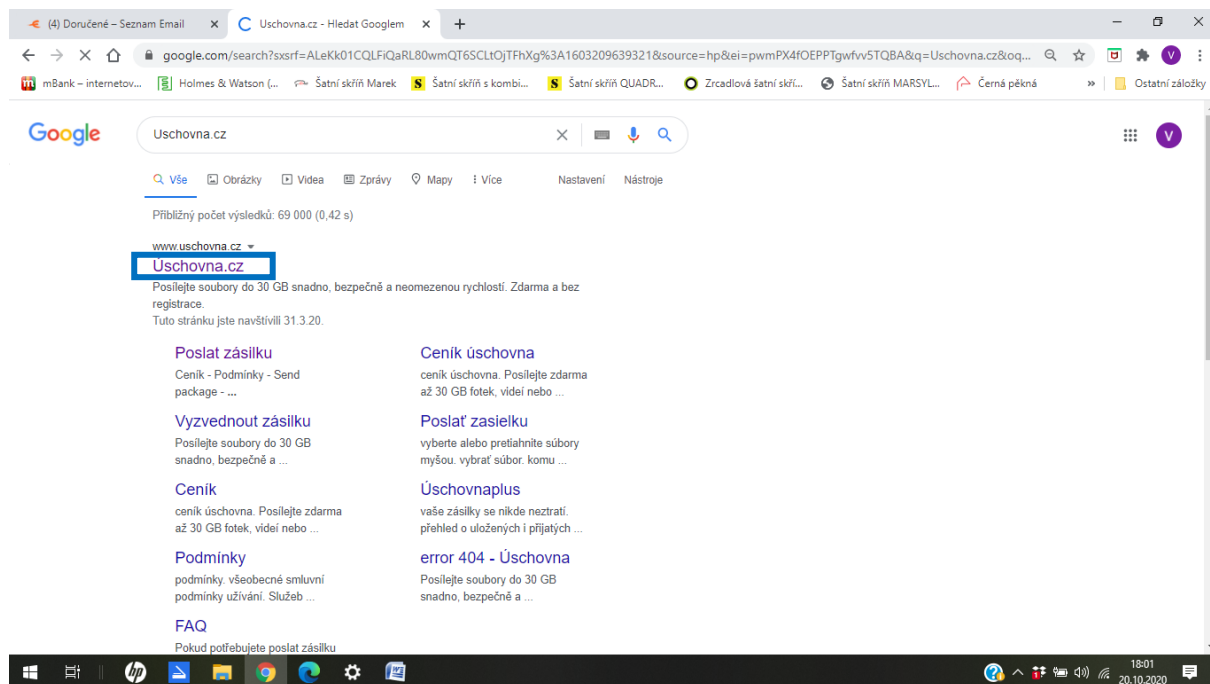 (4) Doručené – Seznam Email
Uschovna.cz - Hledat Googlem
google.com/search?sxsrf=ALeKk01CQLFiQaRL80wmQT6SCLtOjTFhXg%3A1603209639321&source=hp&ei=pwmPX4fOEPPTgwfvv5TQBA&q=Uschovna.cz&oq...
V
mBank – internetov...
Holmes & Watson (...
Šatní skříň Marek
S Šatní skříň s kombi...
S Šatní skříň QUADR...
Zrcadlová šatní skří...
Šatní skříň MARSYL...
Černá pěkná
»
Ostatní záložky
Google
Uschovna.cz
V
Vše
Obrázky
Videa
Zprávy
Mapy
Více
Nastavení
Nástroje
Přibližný počet výsledků: 69 000 (0,42 s)
www.uschovna.cz
Úschovna.cz
Posílejte soubory do 30 GB snadno, bezpečně a neomezenou rychlostí. Zdarma a bez
registrace.
Tuto stránku jste navštívili 31.3.20.
Poslat zásilku
Ceník - Podmínky - Send
package - ...
Ceník úschovna
ceník úschovna. Posílejte zdarma
až 30 GB fotek, videí nebo ...
Vyzvednout zásilku
Posílejte soubory do 30 GB
snadno, bezpečně a ...
Poslať zasielku
vyberte alebo pretiahnite súbory
myšou. vybrať súbor. komu ...
Ceník
ceník úschovna. Posílejte zdarma
až 30 GB fotek, videí nebo ...
Úschovnaplus
vaše zásilky se nikde neztratí.
přehled o uložených i přijatých ...
Podmínky
podmínky. všeobecné smluvní
podmínky užívání. Služeb ...
error 404 - Úschovna
Posílejte soubory do 30 GB
snadno, bezpečně a ...
FAQ
Pokud potřebujete poslat zásilku
hp
18:01
20.10.2020